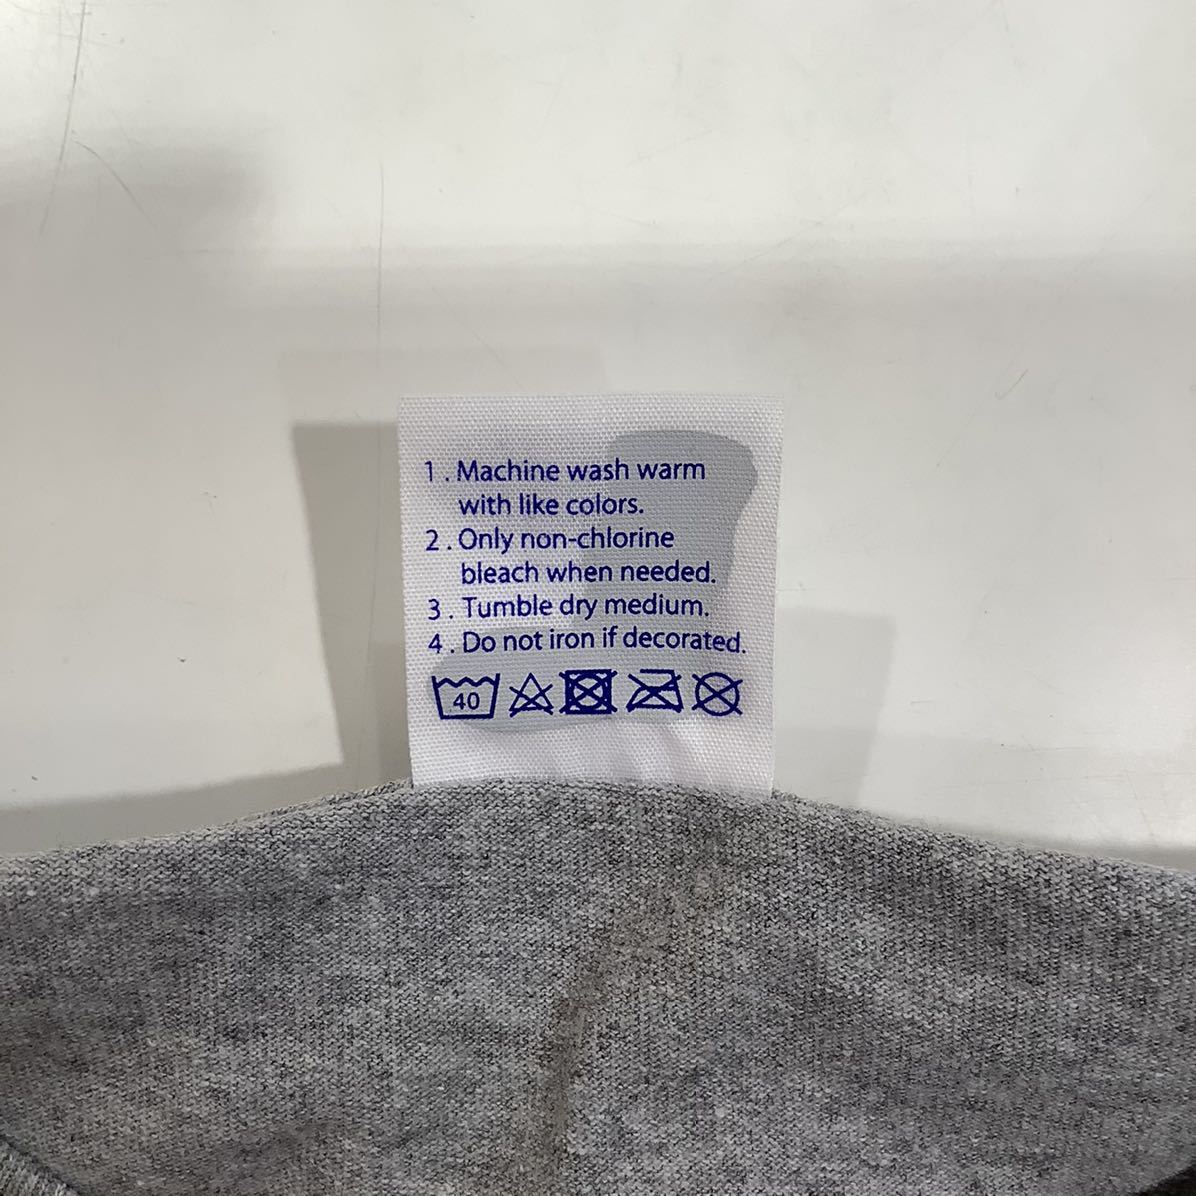 1. Machine wash warm
with like colors.
2. Only non-chlorine
bleach when needed.
3. Tumble dry medium.
4. Do not iron if decorated.
40